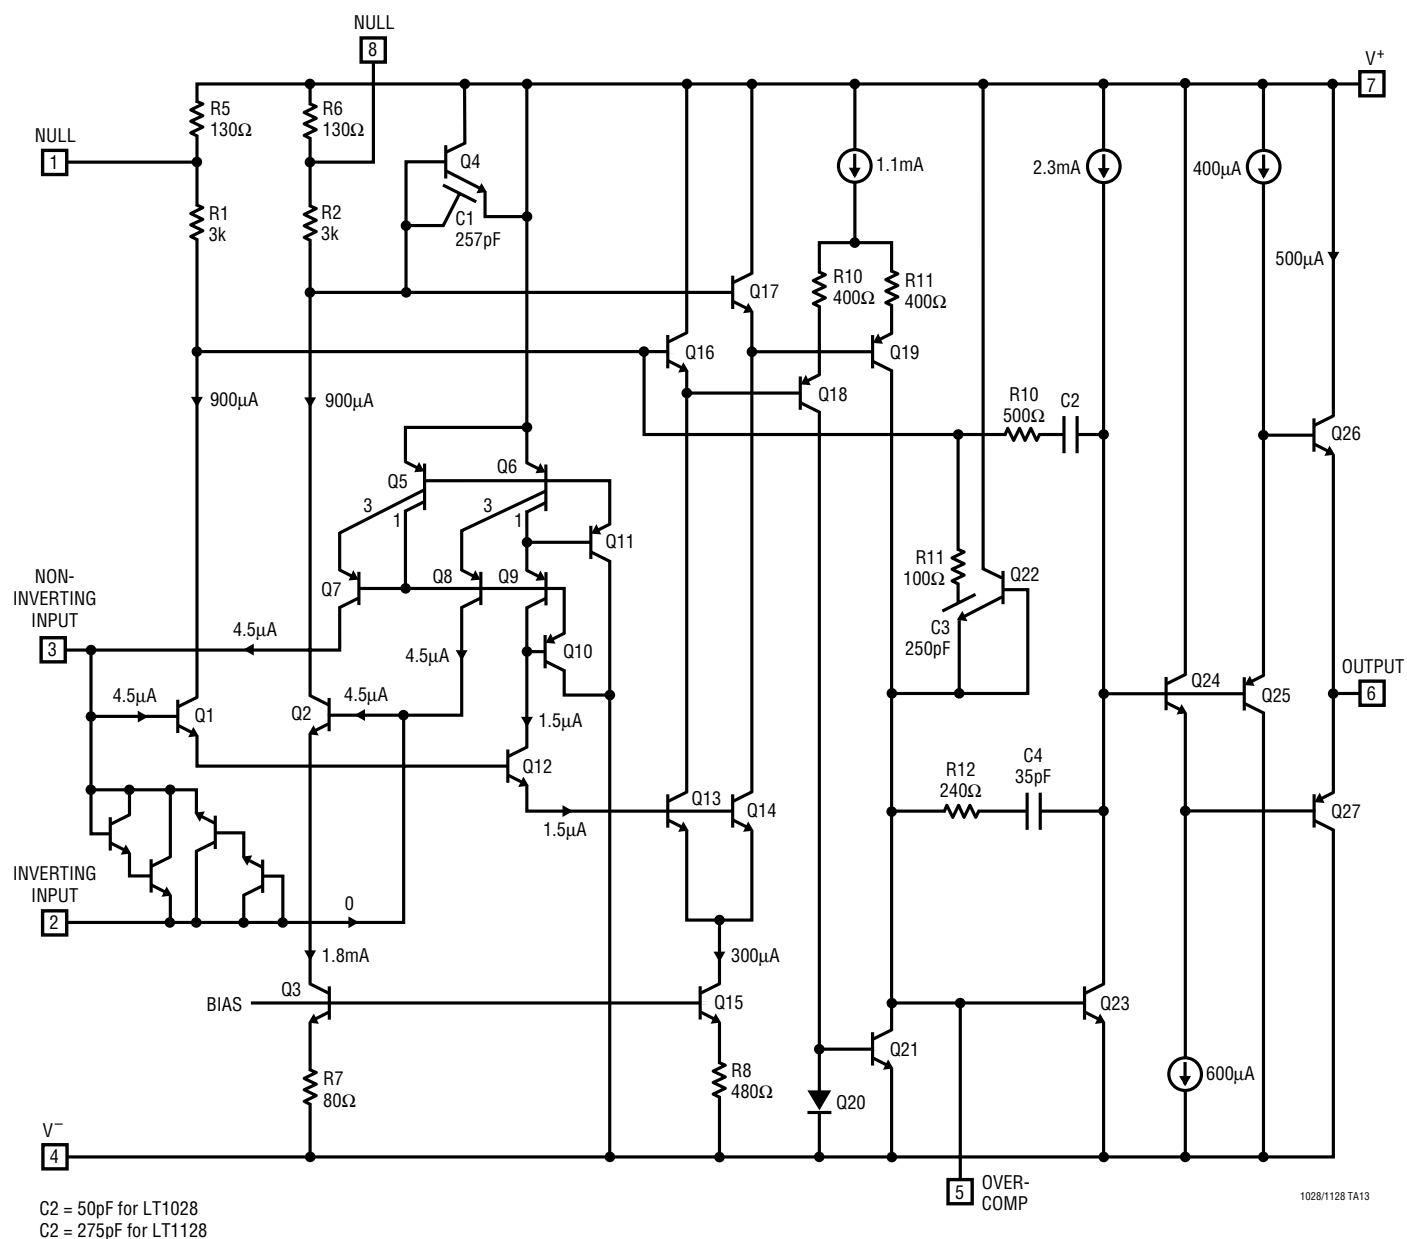 NULL
8
V+
7
R5
130Ω
R6
130Ω
NULL
1
Q4
1.1mA
2.3mA
400µA
R1
3k
R2
3k
C1
257pF
500µA
R10
400Ω
R11
400Ω
Q17
Q16
Q19
Q18
900µA
900µA
R10
500Ω
C2
Q26
Q5
Q6
3
1
3
1
Q11
R11
100Ω
Q22
NON-
INVERTING
INPUT
Q7
Q8
Q9
C3
250pF
3
4.5µA
4.5µA
Q10
OUTPUT
6
4.5µA
4.5µA
Q1
Q2
Q24
Q25
1.5µA
Q12
R12
240Ω
C4
35pF
Q13
Q14
1.5µA
Q27
INVERTING
INPUT
2
0
1.8mA
300µA
Q3
BIAS
Q15
Q23
Q21
R7
80Ω
R8
480Ω
Q20
600µA
V−
4
5
OVER-
COMP
1028/1128 TA13
C2 = 50pF for LT1028
C2 = 275pF for LT1128